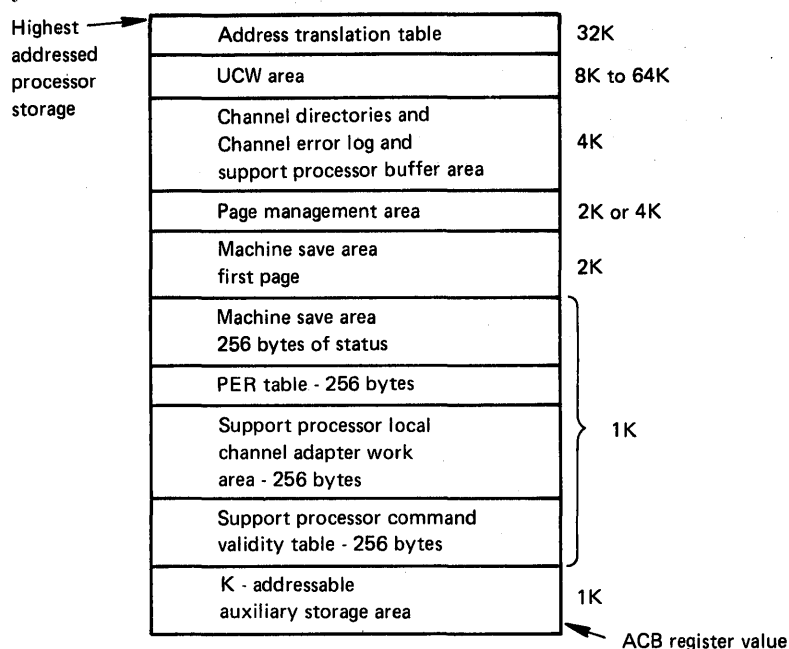 Highest
addressed
processor
storage
Address translation table
32K
UCW area
8K to 64K
Channel directories and
Channel error log and
support processor buffer area
4K
Page management area
2K or 4K
Machine save area
first page
2K
Machine save area
256 bytes of status
PER table - 256 bytes
Support processor local
channel adapter work
area - 256 bytes
Support processor command
validity table - 256 bytes
1K
K - addressable
auxiliary storage area
1K
ACB register value